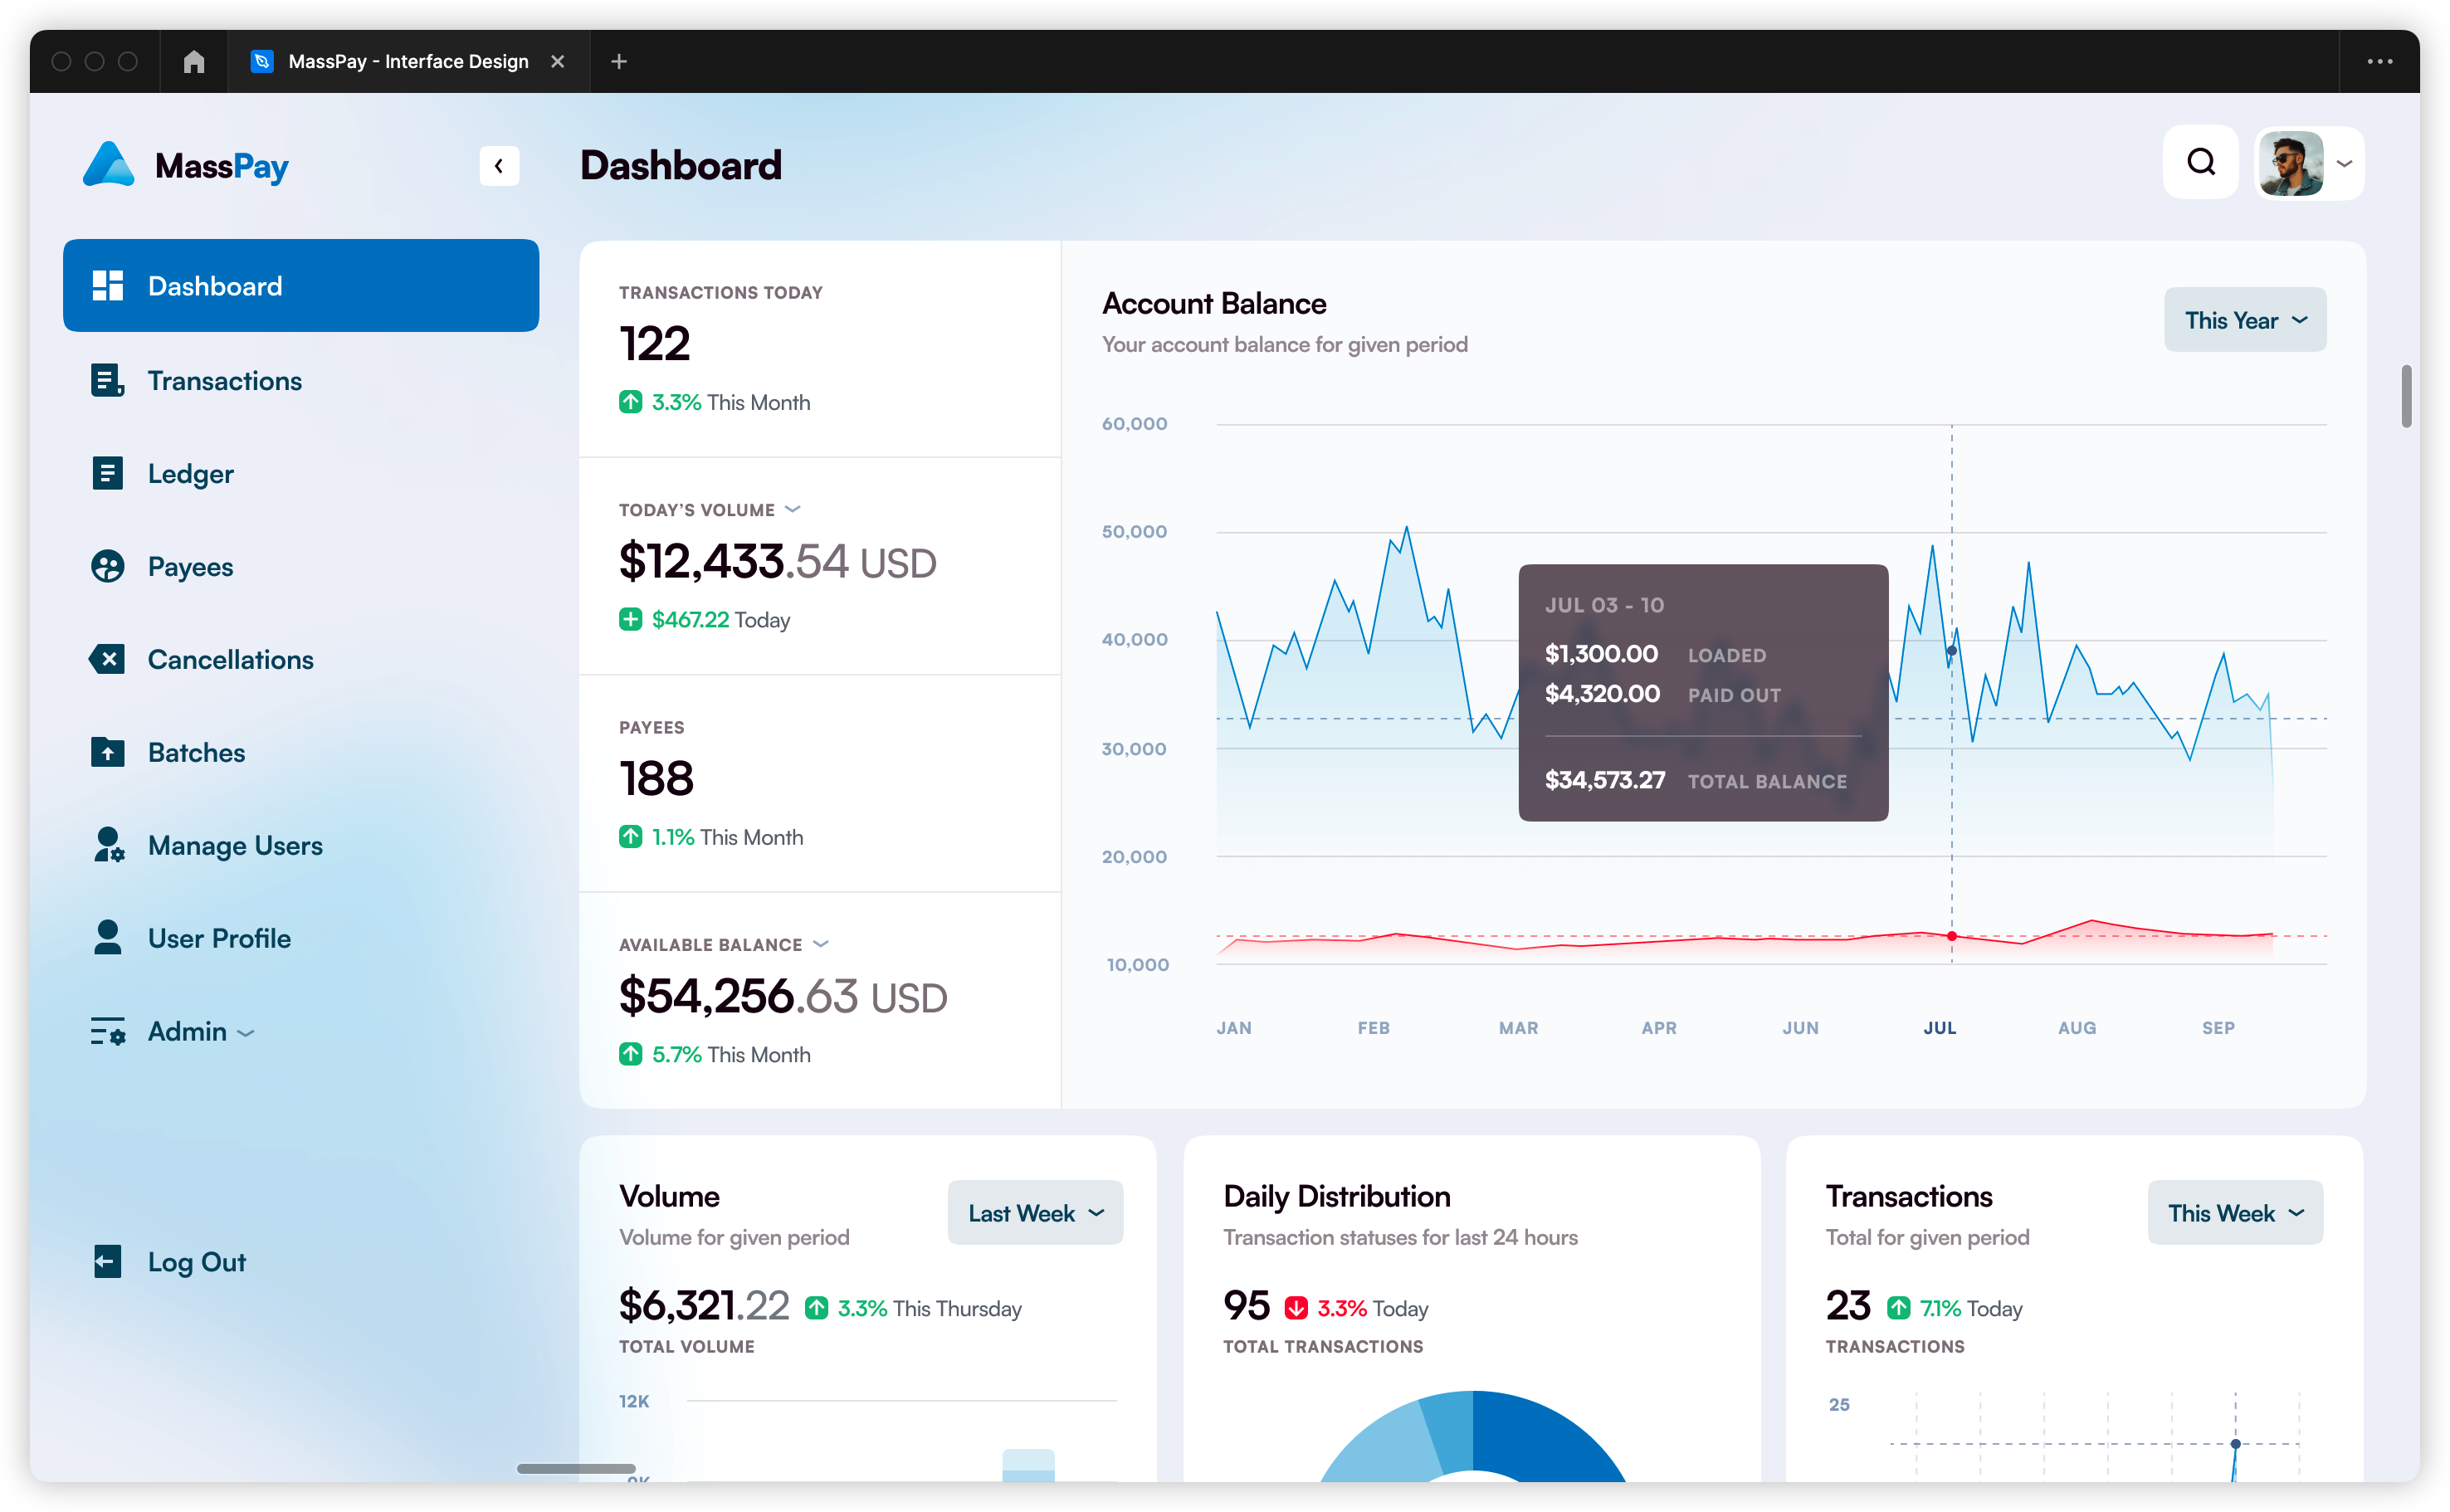 MassPay - Interface Design
MassPay
Dashboard
Dashboard
Transactions
Ledger
Payees
Cancellations
Batches
Manage Users
User Profile
Admin
Log Out
TRANSACTIONS TODAY
122
3.3% This Month
TODAY’S VOLUME
$12,433.54 USD
$467.22 Today
PAYEES
188
1.1% This Month
AVAILABLE BALANCE
$54,256.63 USD
5.7% This Month
Account Balance
Your account balance for given period
This Year
60,000
50,000
40,000
30,000
20,000
10,000
JUL 03 - 10
$1,300.00 LOADED
$4,320.00 PAID OUT
$34,573.27 TOTAL BALANCE
JAN FEB MAR APR JUN JUL AUG SEP
Volume
Volume for given period
Last Week
$6,321.22 3.3% This Thursday
TOTAL VOLUME
12K
9K
Daily Distribution
Transaction statuses for last 24 hours
95 3.3% Today
TOTAL TRANSACTIONS
Transactions
Total for given period
This Week
23 7.1% Today
TRANSACTIONS
25